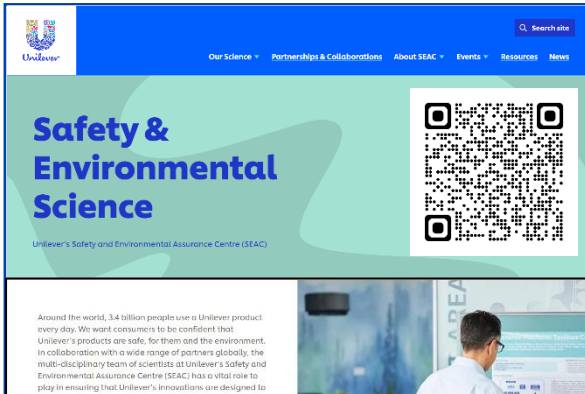 Unilever
Search site
Our Science
Partnerships & Collaborations
About SEAC
Events
Resources
News
Safety &
Environmental
Science
Unilever's Safety and Environmental Assurance Centre (SEAC)
Around the world, 3.4 billion people use a Unilever product
every day. We want consumers to be confident that
Unilever's products are safe, for them and the environment.
In collaboration with a wide range of partners globally, the
multi-disciplinary team of scientists at Unilever's Safety and
Environmental Assurance Centre (SEAC) has a vital role to
play in ensuring that Unilever's innovations are designed to
AREA